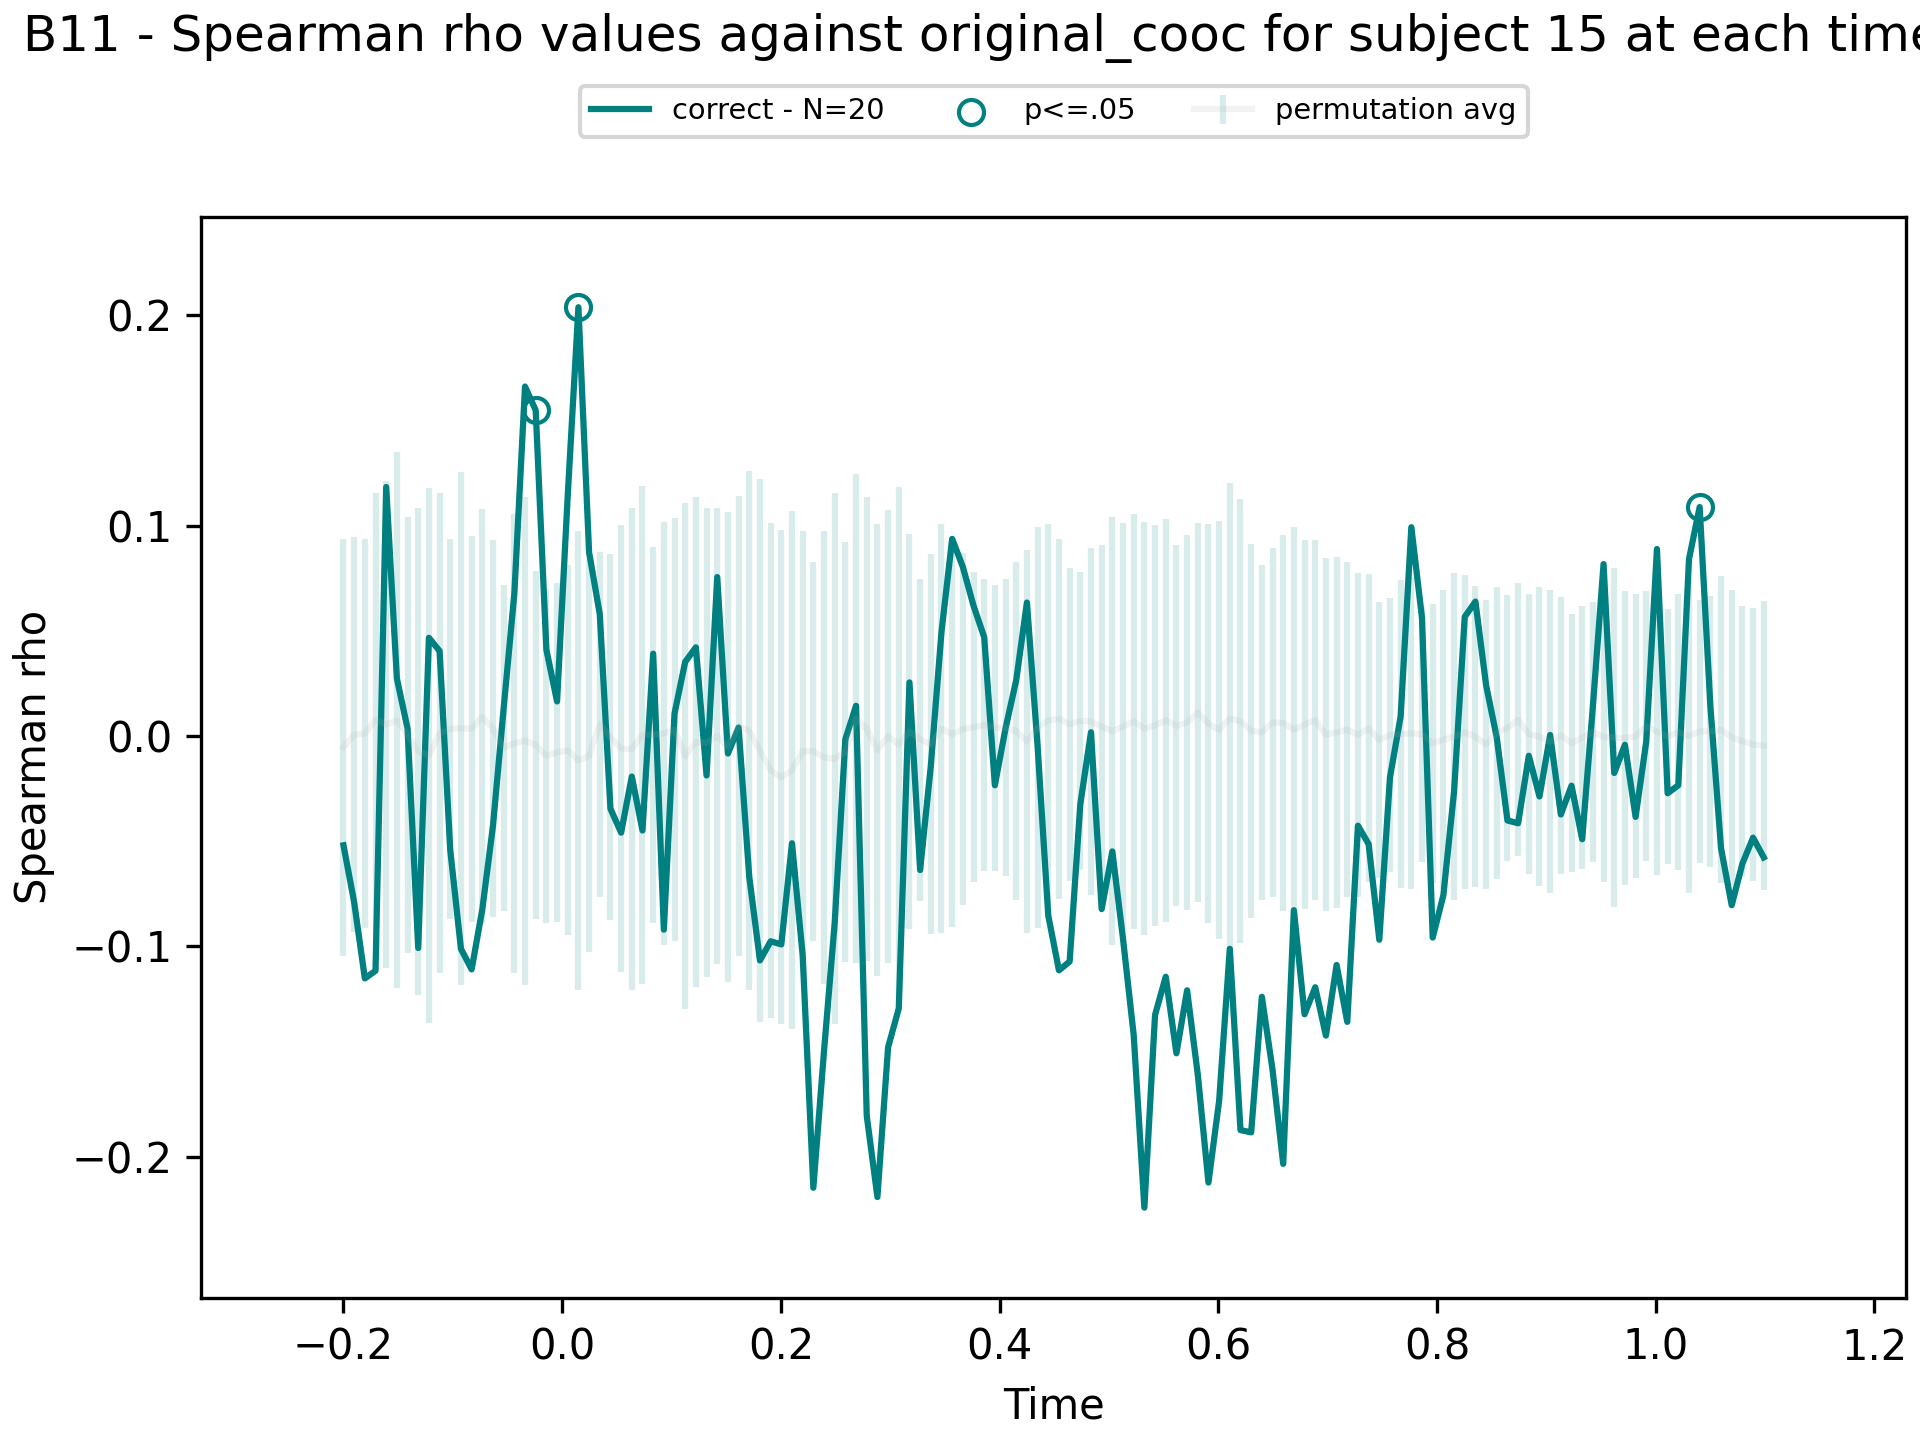 B11 - Spearman rho values against original_cooc for subject 15 at each time
correct - N=20 p<=.05 permutation avg
0.2
0.1
0.0
−0.1
−0.2
Spearman rho
−0.2 0.0 0.2 0.4 0.6 0.8 1.0 1.2
Time